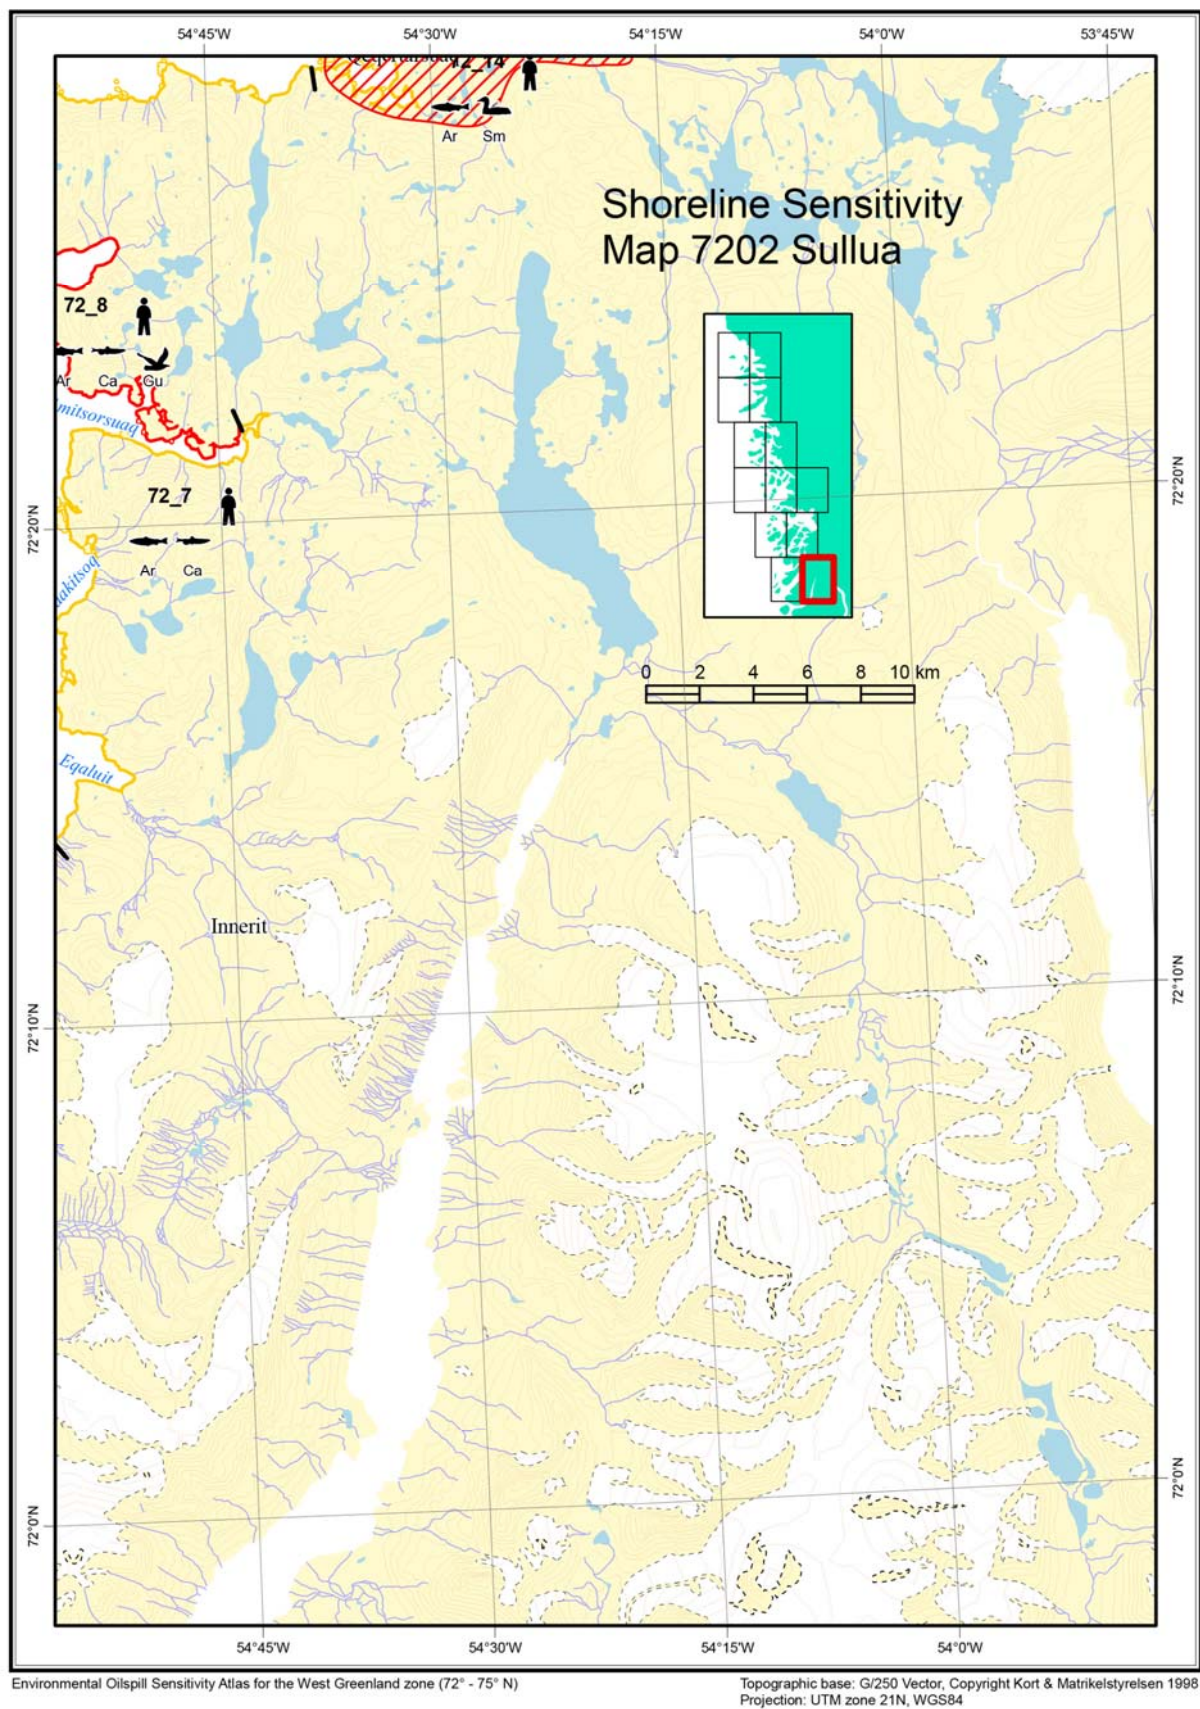 54°45'W 54°30'W 54°15'W 54°0'W 53°45'W
72_14
Ar Sm
Shoreline Sensitivity
Map 7202 Sullua
72_8
Ar Ca Gu
mitsorsuaq
72°20'N
72_7
72°20'N
Ar Ca
akitsoq
0 2 4 6 8 10 km
Eqaluit
Innerit
72°10'N
72°10'N
72°0'N
72°0'N
54°45'W 54°30'W 54°15'W 54°0'W
Environmental Oilspill Sensitivity Atlas for the West Greenland zone (72° - 75° N)
Topographic base: G/250 Vector, Copyright Kort & Matrikelstyrelsen 1998
Projection: UTM zone 21N, WGS84